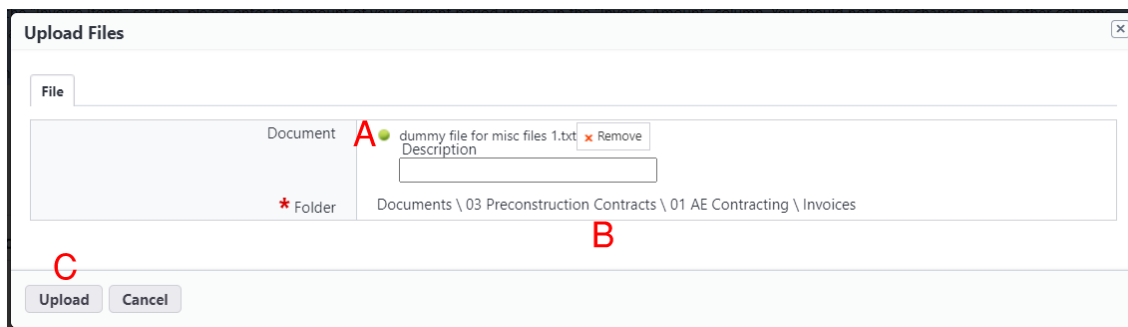 Upload Files
File
Document
A
dummy file for misc files 1.txt
Remove
Description
* Folder
Documents \ 03 Preconstruction Contracts \ 01 AE Contracting \ Invoices
B
C
Upload
Cancel